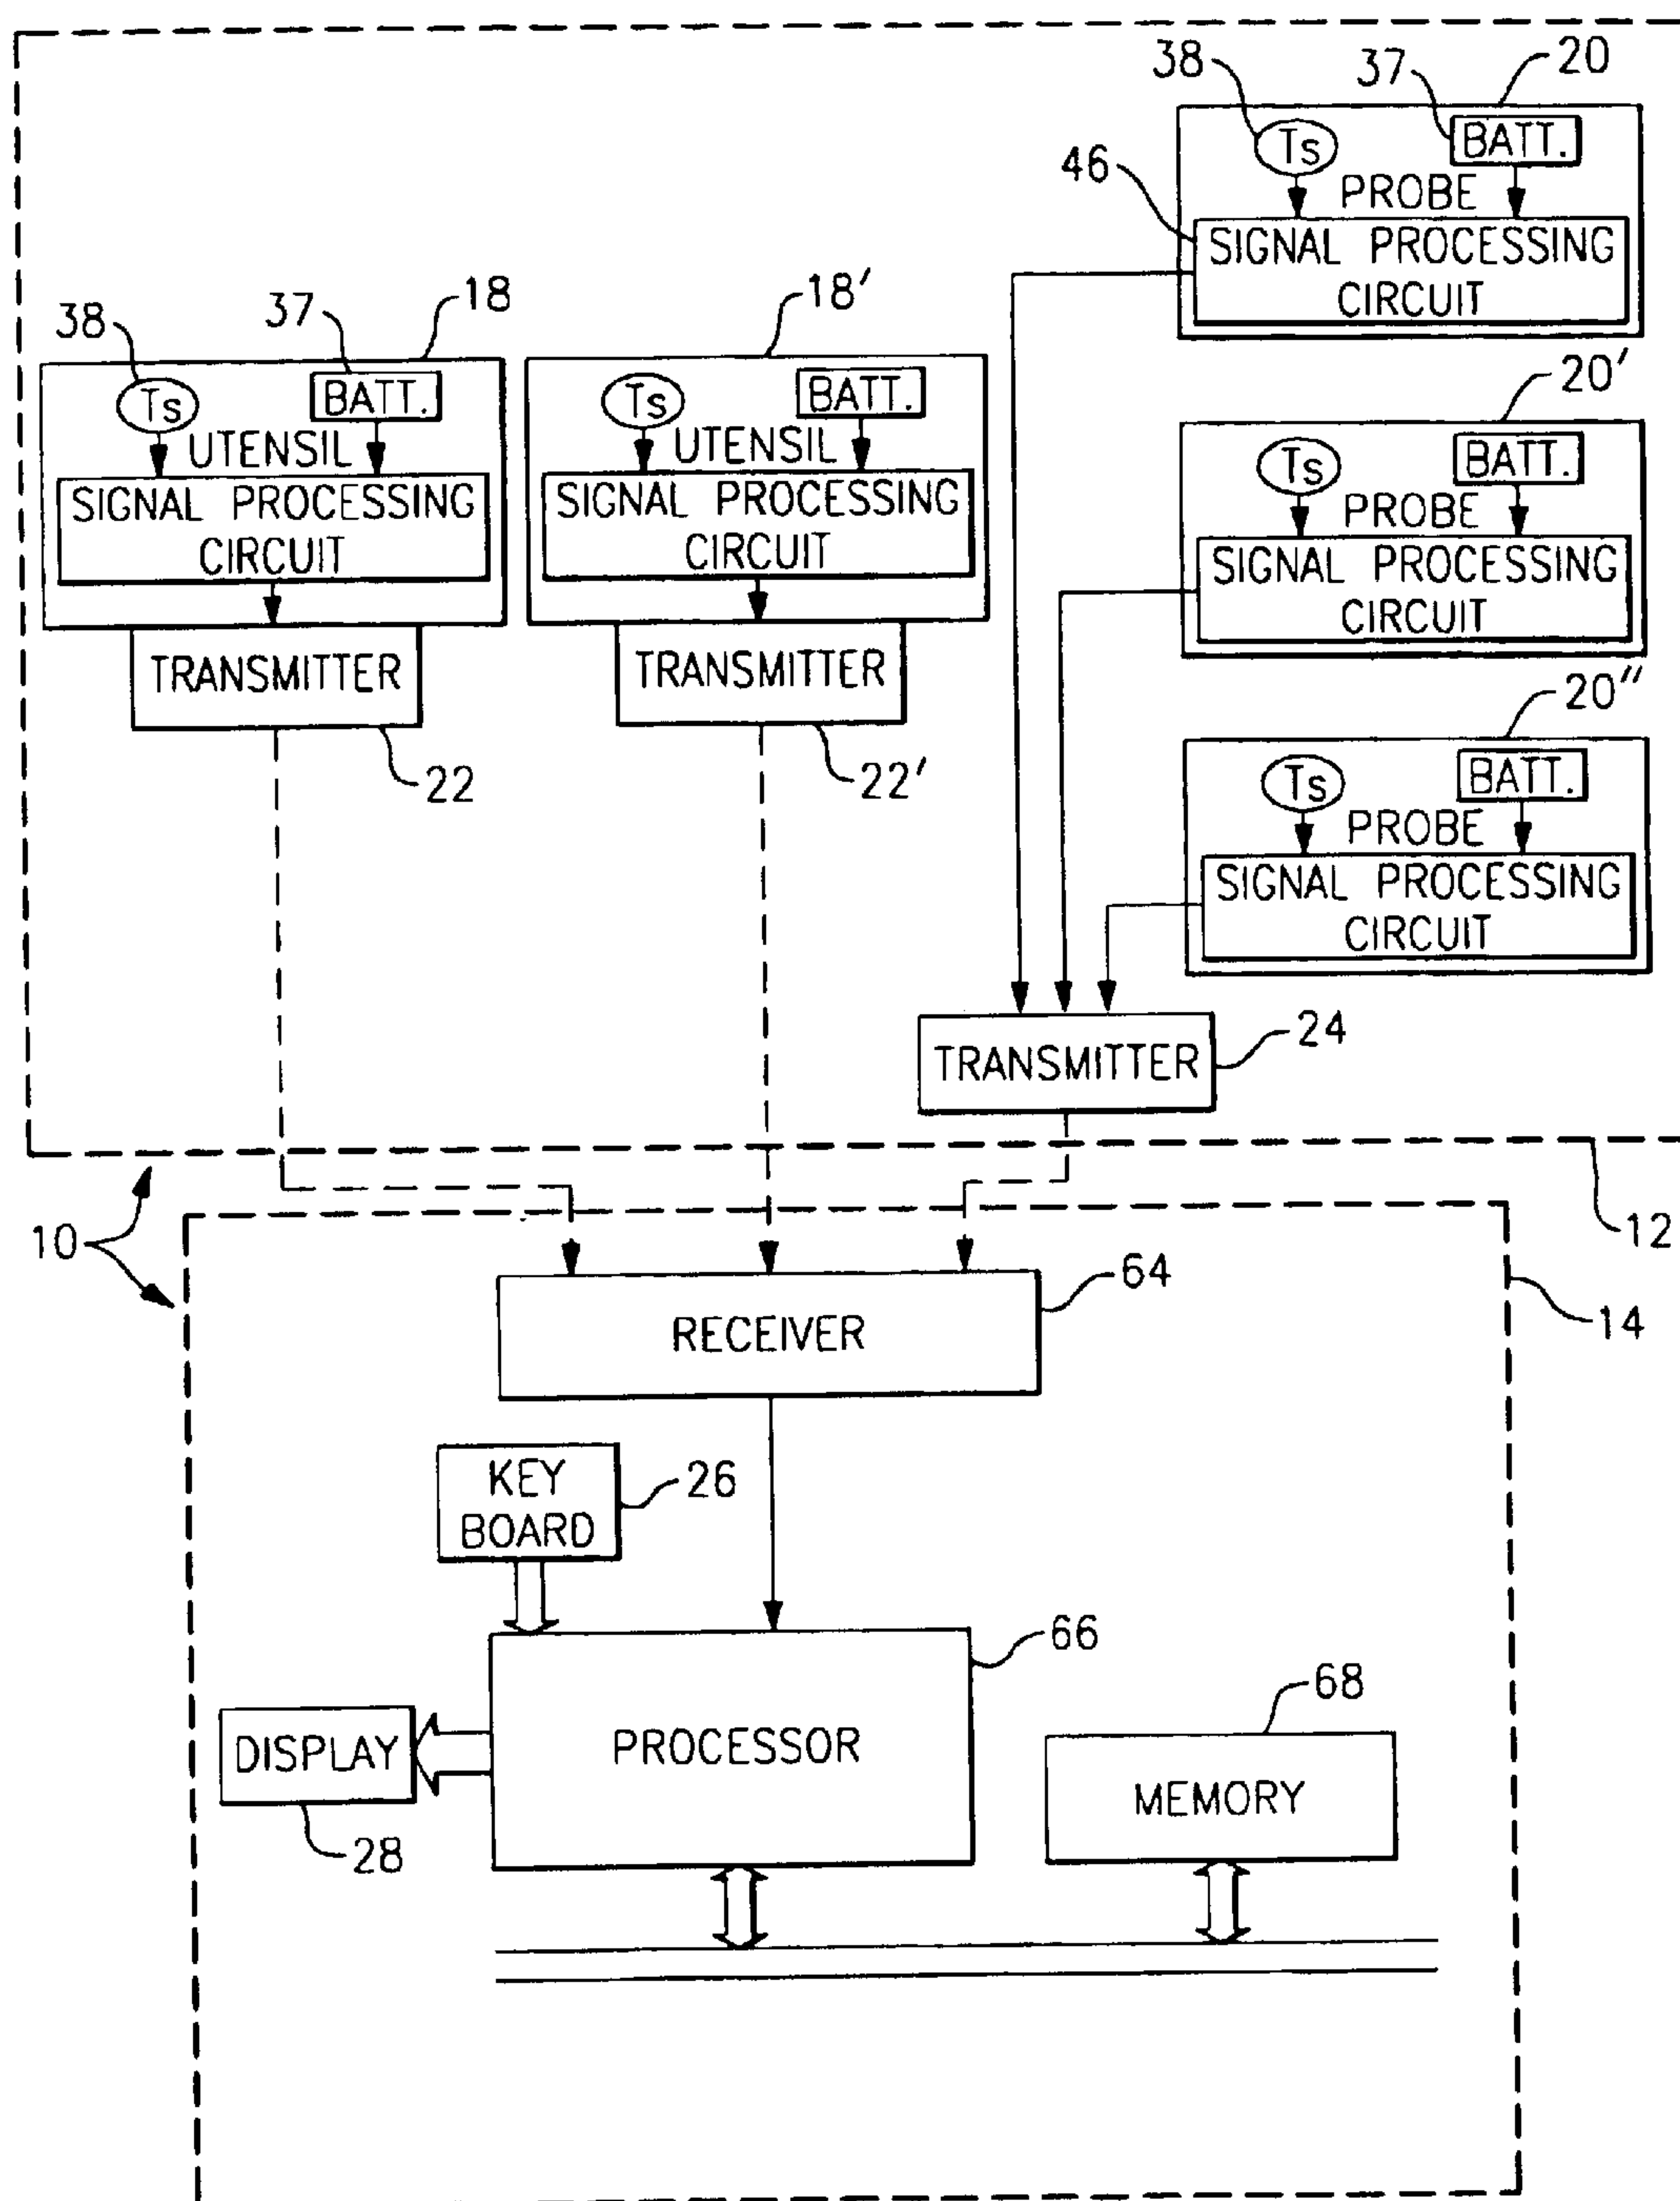 38
37
20
Ts
BATT.
46
PROBE
SIGNAL PROCESSING
CIRCUIT
38
37
18
18′
Ts
BATT.
UTENSIL
SIGNAL PROCESSING
CIRCUIT
TRANSMITTER
22
Ts
BATT.
UTENSIL
SIGNAL PROCESSING
CIRCUIT
TRANSMITTER
22′
20′
Ts
BATT.
PROBE
SIGNAL PROCESSING
CIRCUIT
20″
Ts
BATT.
PROBE
SIGNAL PROCESSING
CIRCUIT
TRANSMITTER
24
10
12
64
14
RECEIVER
KEY
BOARD
26
66
68
DISPLAY
PROCESSOR
MEMORY
28